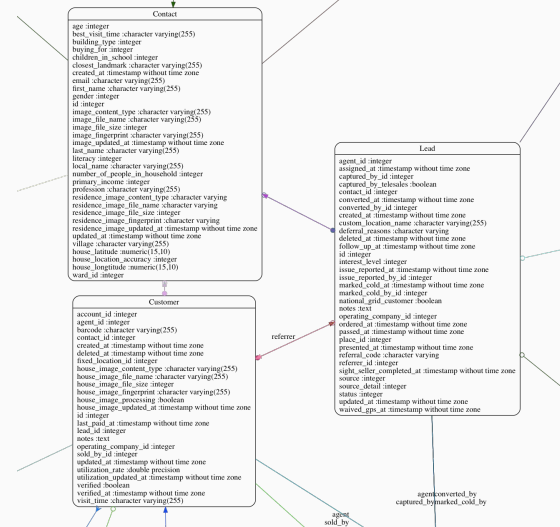 Contact
age :integer
best_visit_time :character varying(255)
building_type :integer
buying_for :integer
children_in_school :integer
closest_landmark :character varying(255)
created_at :timestamp without time zone
email :character varying(255)
first_name :character varying(255)
gender :integer
id :integer
image_content_type :character varying(255)
image_file_name :character varying(255)
image_file_size :integer
image_fingerprint :character varying(255)
image_updated_at :timestamp without time zone
last_name :character varying(255)
literacy :integer
local_name :character varying(255)
number_of_people_in_household :integer
primary_income :integer
profession :character varying(255)
residence_image_content_type :character varying
residence_image_file_name :character varying
residence_image_file_size :integer
residence_image_fingerprint :character varying
residence_image_updated_at :timestamp without time zone
updated_at :timestamp without time zone
village :character varying(255)
house_latitude :numeric(15,10)
house_location_accuracy :integer
house_longtitude :numeric(15,10)
ward_id :integer
Lead
agent_id :integer
assigned_at :timestamp without time zone
captured_by_id :integer
captured_by_telesales :boolean
contact_id :integer
converted_at :timestamp without time zone
converted_by_id :integer
created_at :timestamp without time zone
custom_location_name :character varying(255)
deferral_reasons :character varying
deleted_at :timestamp without time zone
follow_up_at :timestamp without time zone
id :integer
interest_level :integer
issue_reported_at :timestamp without time zone
issue_reported_by_id :integer
marked_cold_at :timestamp without time zone
marked_cold_by_id :integer
national_grid_customer :boolean
notes :text
operating_company_id :integer
ordered_at :timestamp without time zone
passed_at :timestamp without time zone
place_id :integer
presented_at :timestamp without time zone
referral_code :character varying
referrer_id :integer
sight_seller_completed_at :timestamp without time zone
source :integer
source_detail :integer
status :integer
updated_at :timestamp without time zone
waived_gps_at :timestamp without time zone
Customer
account_id :integer
agent_id :integer
barcode :character varying(255)
contact_id :integer
created_at :timestamp without time zone
deleted_at :timestamp without time zone
fixed_location_id :integer
house_image_content_type :character varying(255)
house_image_file_name :character varying(255)
house_image_file_size :integer
house_image_fingerprint :character varying(255)
house_image_processing :boolean
house_image_updated_at :timestamp without time zone
id :integer
last_paid_at :timestamp without time zone
lead_id :integer
notes :text
operating_company_id :integer
sold_by_id :integer
updated_at :timestamp without time zone
utilization_rate :double precision
utilization_updated_at :timestamp without time zone
verified :boolean
verified_at :timestamp without time zone
visit_time :character varying(255)
referrer
agent
sold_by
agentconverted_by
captured_bymarked_cold_by